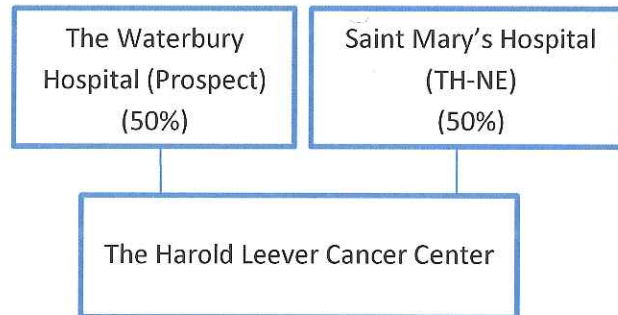 The Waterbury
Hospital (Prospect)
(50%)
Saint Mary's Hospital
(TH-NE)
(50%)
The Harold Leever Cancer Center